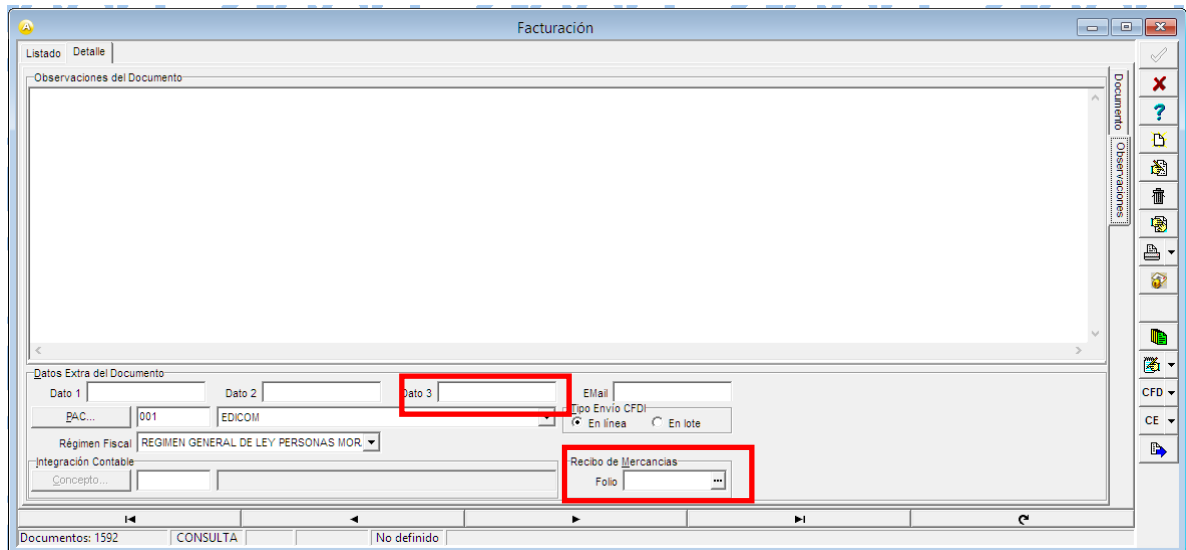 Facturación
Listado Detalle
Observaciones del Documento
Documento
Observaciones
Datos Extra del Documento
Dato 1 Dato 2 Dato 3 EMail
PAC... 001 EDICOM
Tipo Envío CFDI
En línea En lote
Régimen Fiscal REGIMEN GENERAL DE LEY PERSONAS MOR.
Integración Contable
Concepto...
Recibo de Mercancias
Folio ...
CFD
CE
Documentos: 1592 CONSULTA No definido